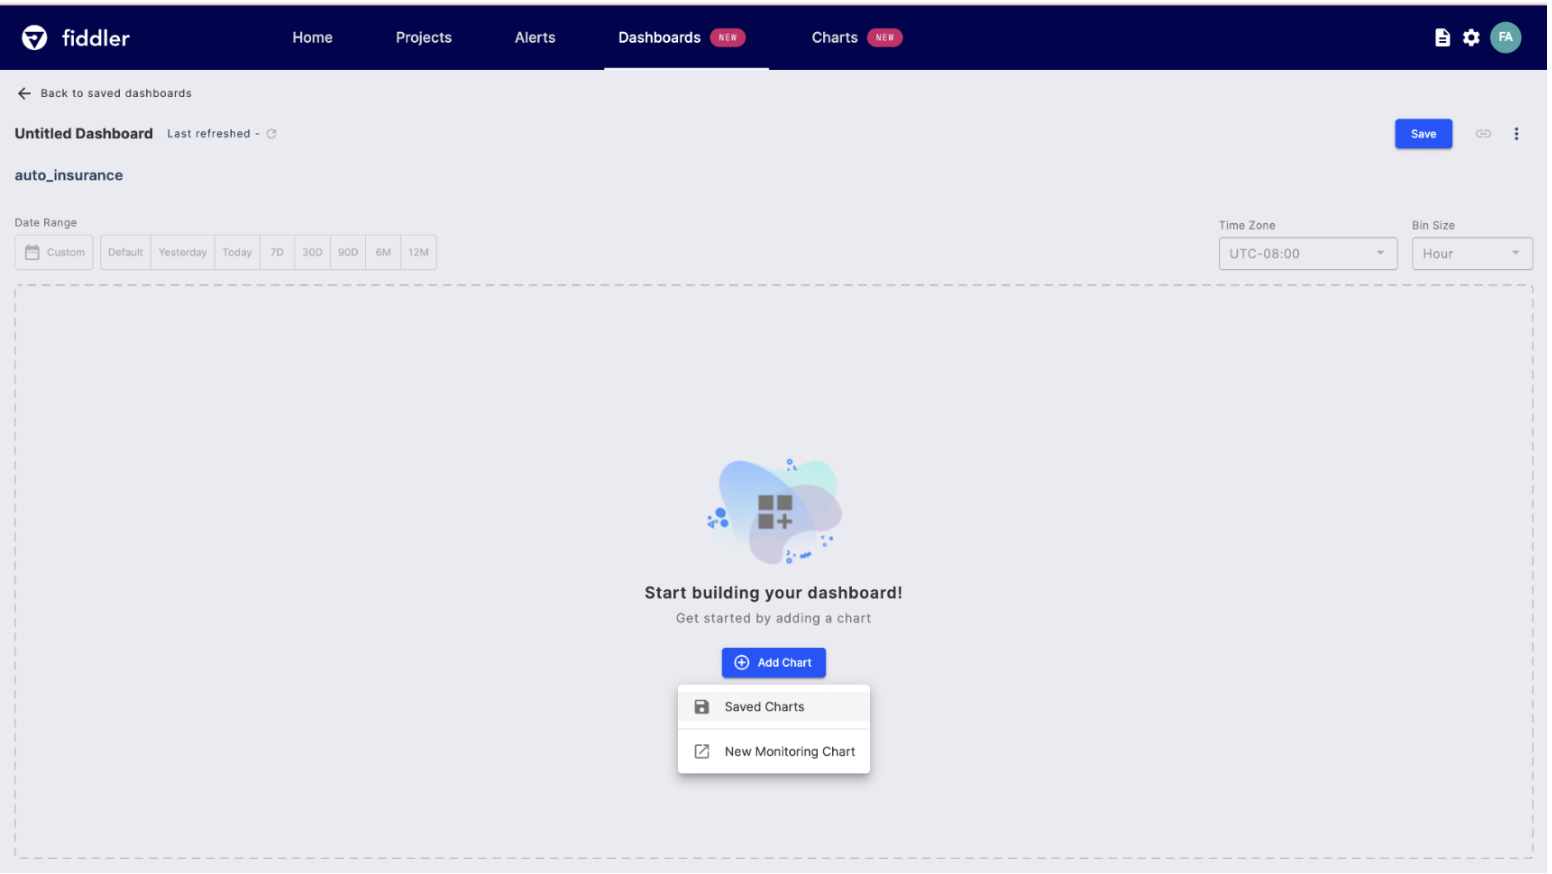 fiddler
Home
Projects
Alerts
Dashboards NEW
Charts NEW
FA
Back to saved dashboards
Untitled Dashboard Last refreshed -
Save
auto_insurance
Date Range
Custom
Default
Yesterday
Today
7D
30D
90D
6M
12M
Time Zone
UTC-08:00
Bin Size
Hour
Start building your dashboard!
Get started by adding a chart
Add Chart
Saved Charts
New Monitoring Chart